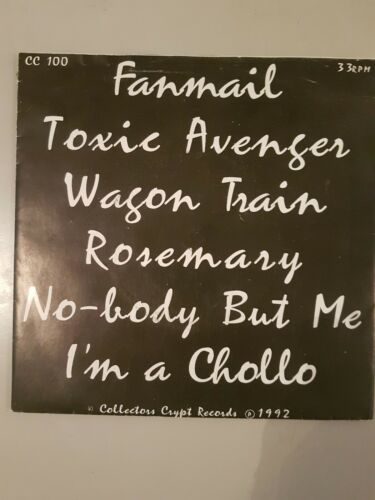 CC 100
33RPM
Fanmail
Toxic Avenger
Wagon Train
Rosemary
No-body But Me
I'm a Chollo
Collectors Crypt Records ℗ 1992